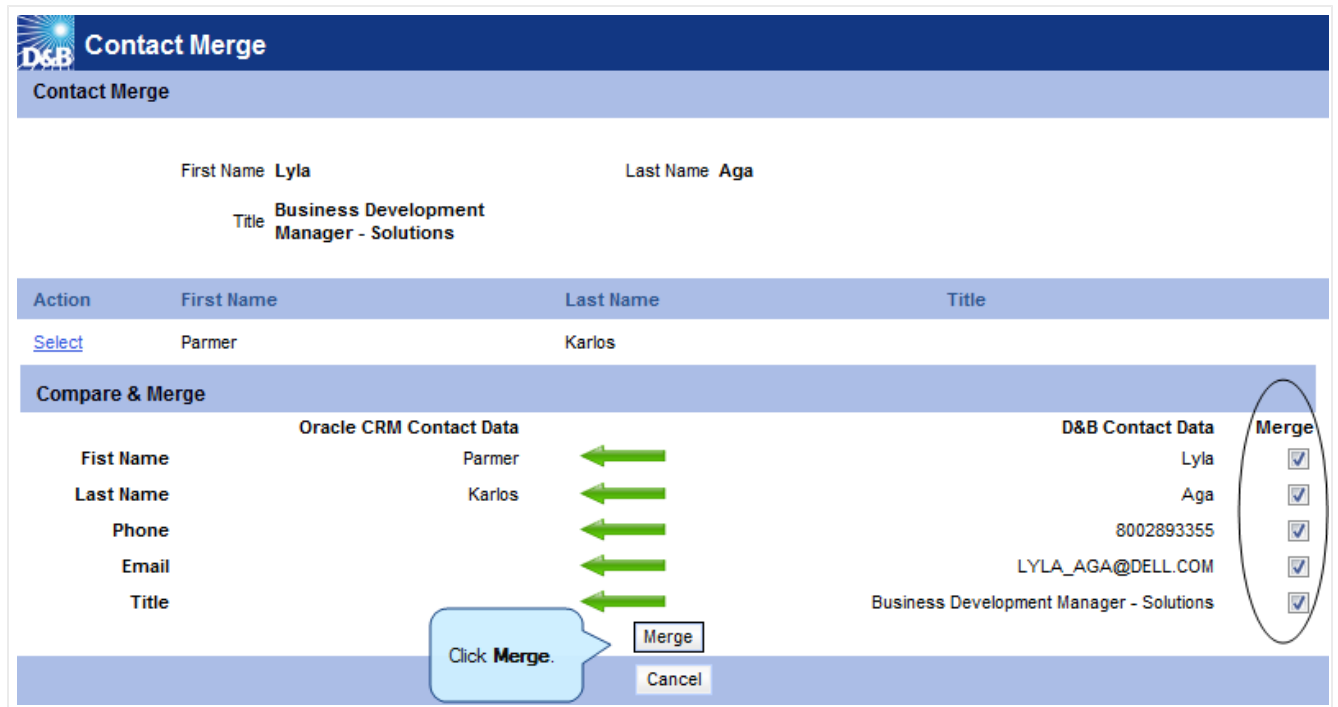 D&B Contact Merge
Contact Merge
First Name Lyla Last Name Aga
Title Business Development
Manager - Solutions
Action First Name Last Name Title
Select Parmer Karlos
Compare & Merge
Oracle CRM Contact Data D&B Contact Data Merge
Fist Name Parmer Lyla
Last Name Karlos Aga
Phone 8002893355
Email LYLA_AGA@DELL.COM
Title Business Development Manager - Solutions
Merge
Click Merge.
Cancel